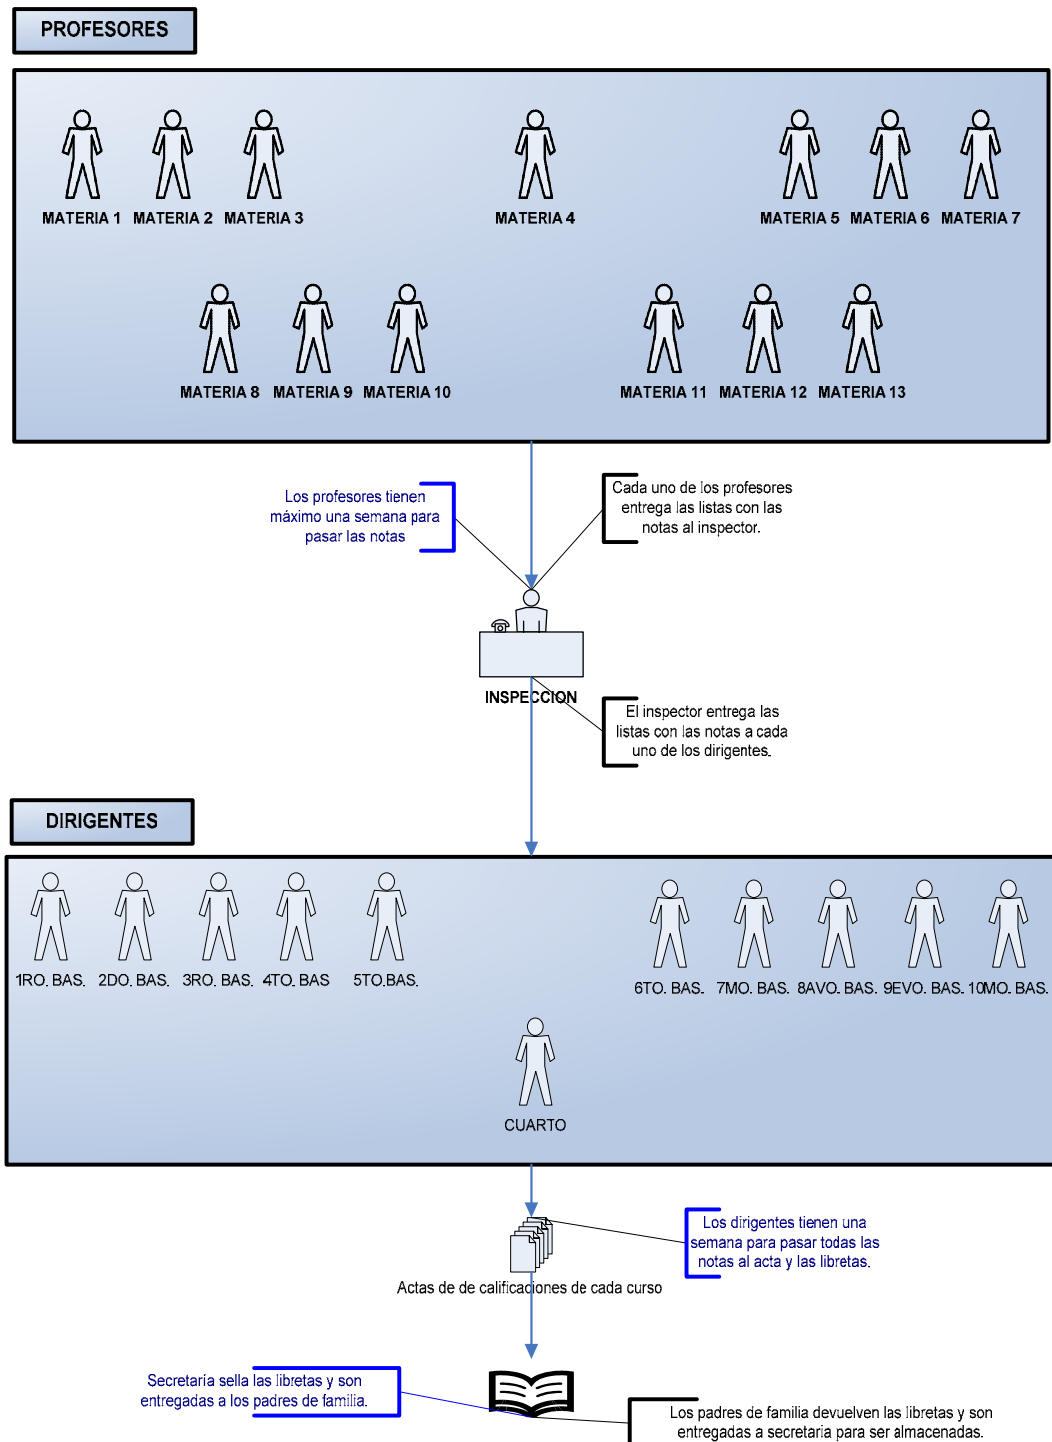 PROFESORES
MATERIA 1 MATERIA 2 MATERIA 3 MATERIA 4 MATERIA 5 MATERIA 6 MATERIA 7
MATERIA 8 MATERIA 9 MATERIA 10 MATERIA 11 MATERIA 12 MATERIA 13
Los profesores tienen
máximo una semana para
pasar las notas
Cada uno de los profesores
entrega las listas con las
notas al inspector.
INSPECCION
El inspector entrega las
listas con las notas a cada
uno de los dirigentes.
DIRIGENTES
1RO. BAS. 2DO. BAS. 3RO. BAS. 4TO. BAS 5TO.BAS. 6TO. BAS. 7MO. BAS. 8AVO. BAS. 9EVO. BAS. 10MO. BAS.
CUARTO
Los dirigentes tienen una
semana para pasar todas las
notas al acta y las libretas.
Actas de de calificaciones de cada curso
Secretaría sella las libretas y son
entregadas a los padres de familia.
Los padres de familia devuelven las libretas y son
entregadas a secretaria para ser almacenadas.